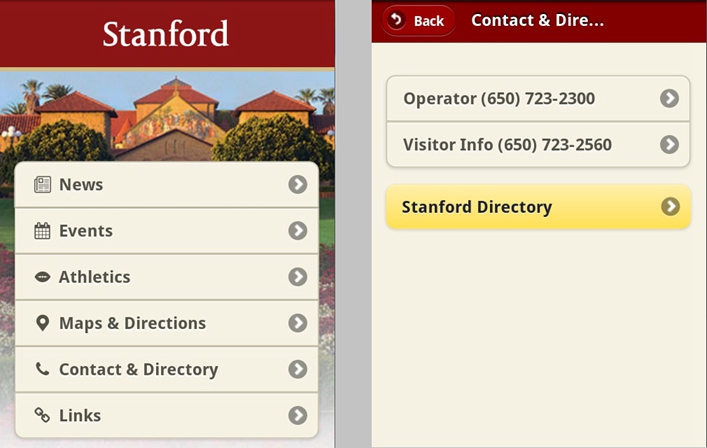 Stanford
News
Events
Athletics
Maps & Directions
Contact & Directory
Links
Back
Contact & Dire...
Operator (650) 723-2300
Visitor Info (650) 723-2560
Stanford Directory